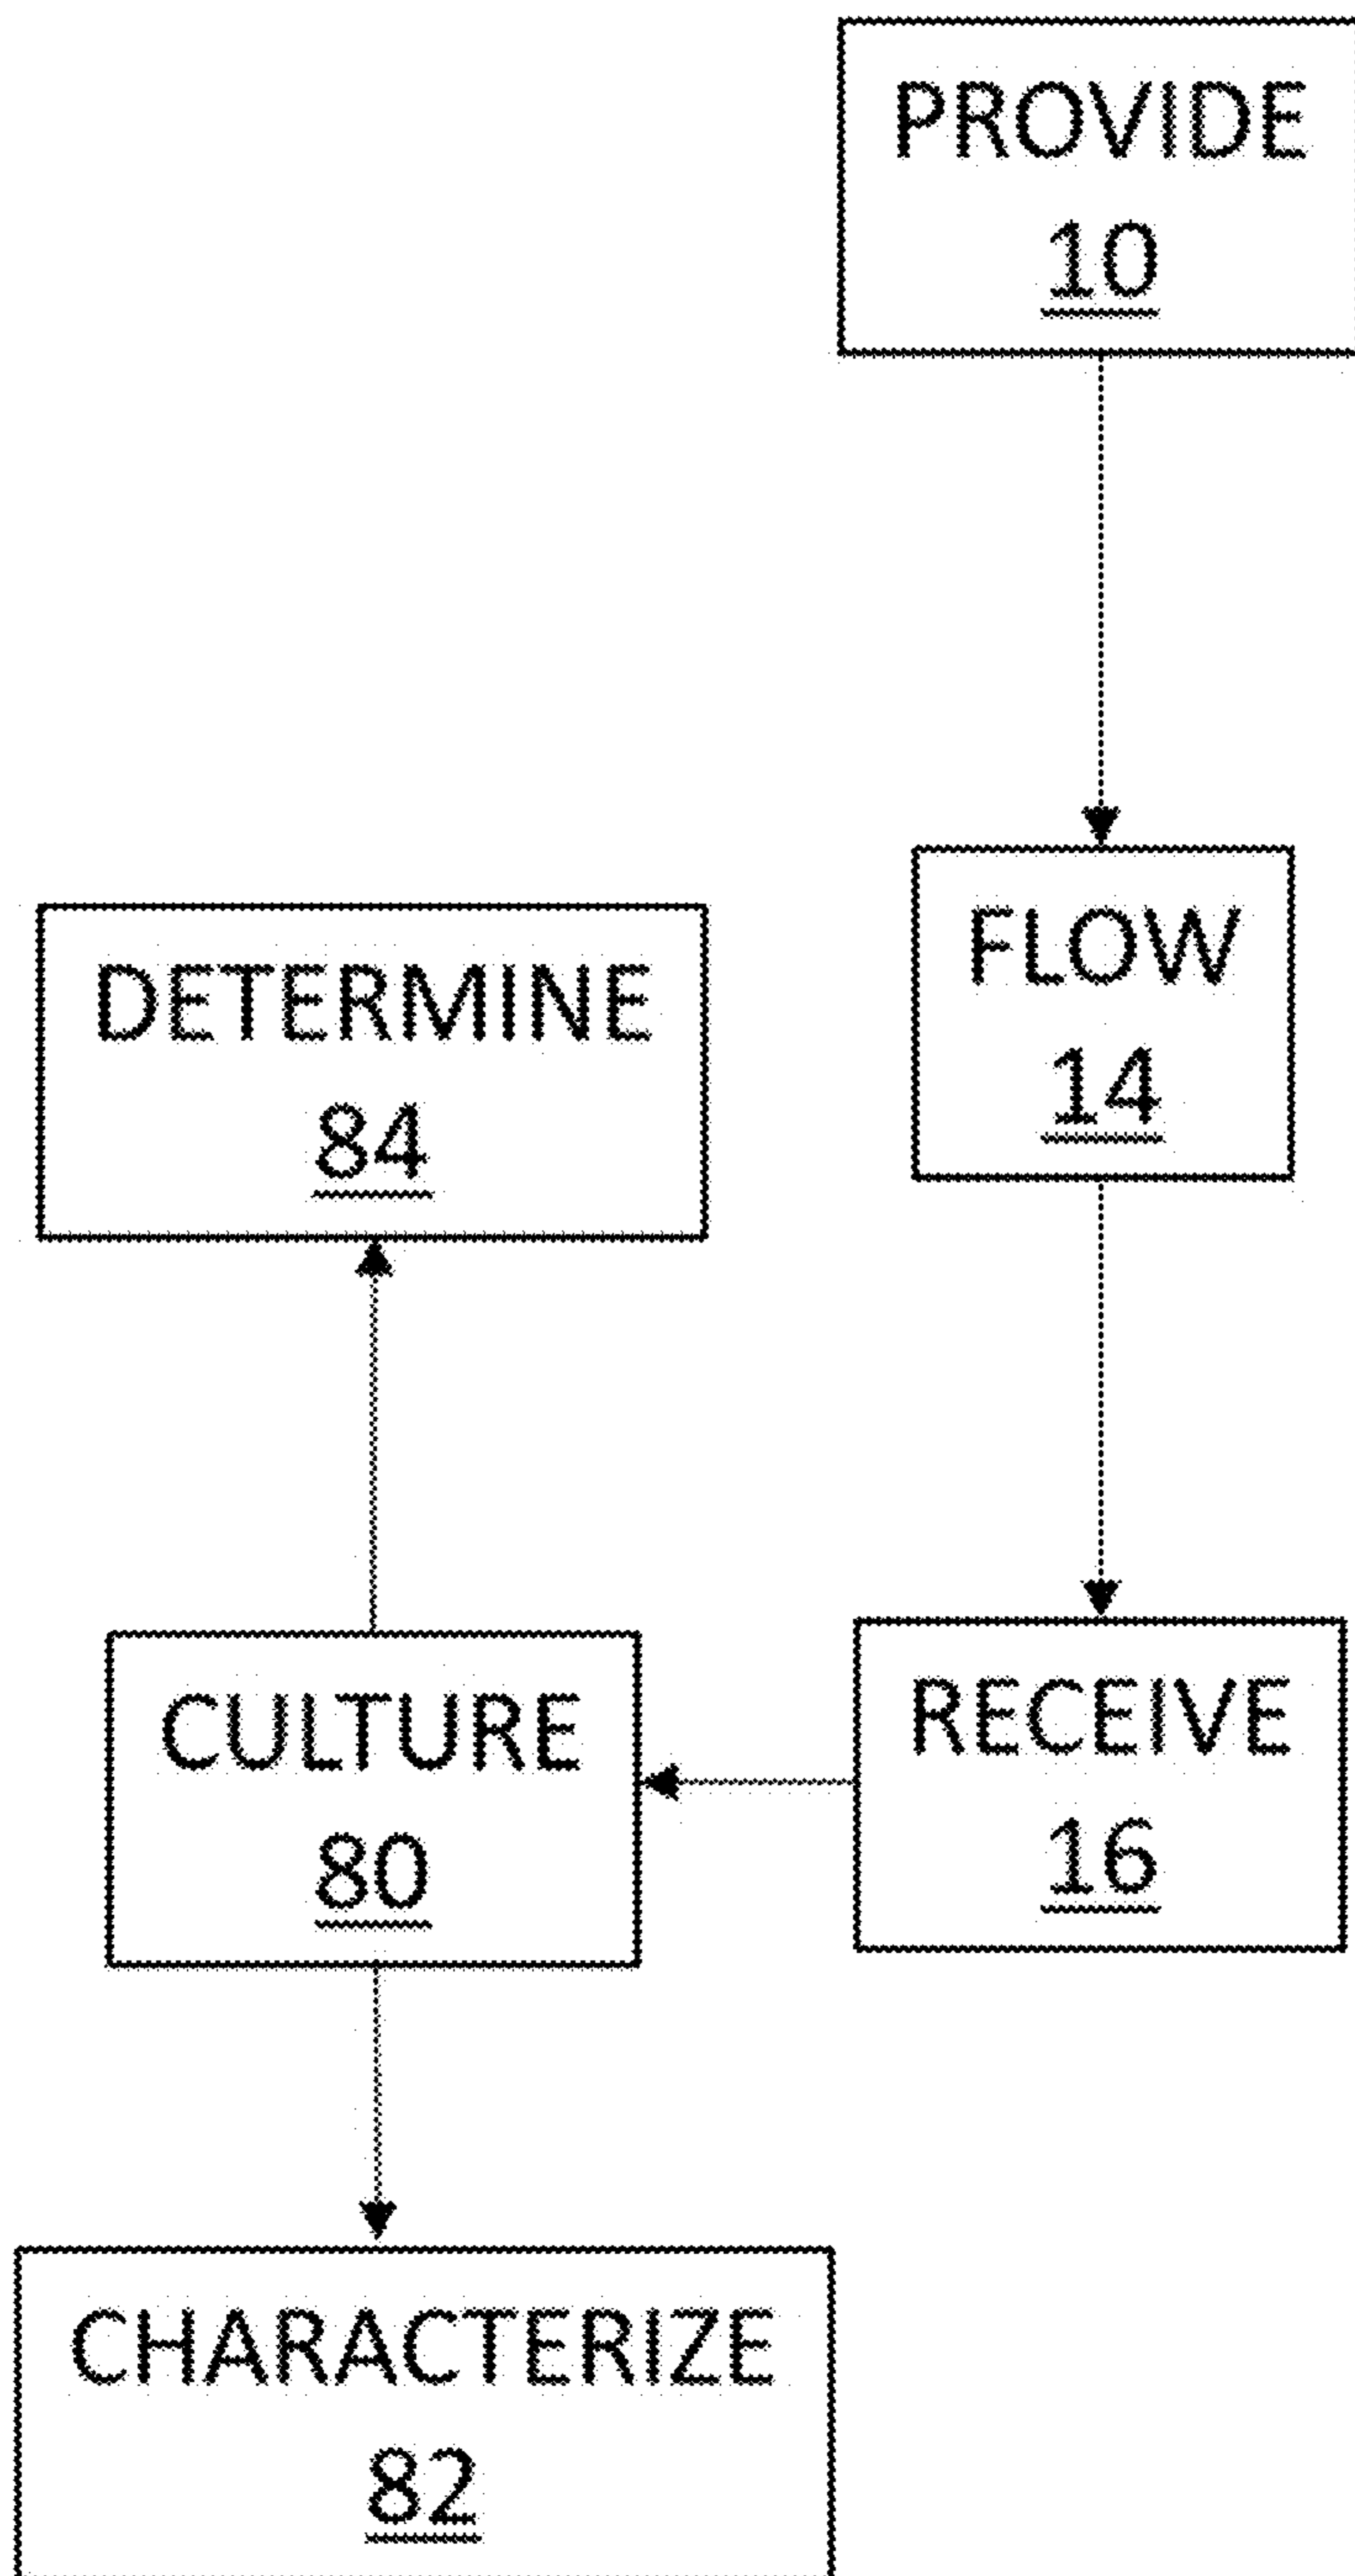 PROVIDE
10
FLOW
14
DETERMINE
84
CULTURE
80
RECEIVE
16
CHARACTERIZE
82